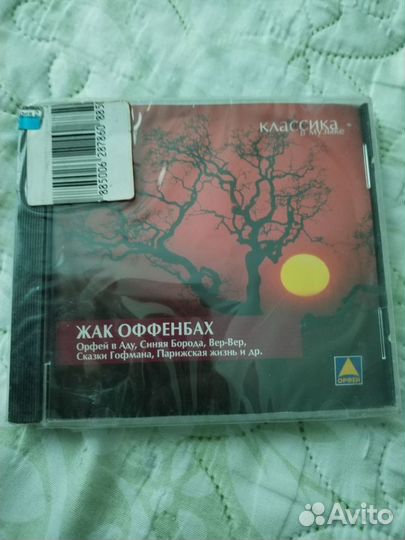 классика
в музыке
ЖАК ОФФЕНБАХ
Орфей в Аду, Синяя Борода, Вер-Вер,
Сказки Гофмана, Парижская жизнь и др.
ОРФЕЙ
Avito